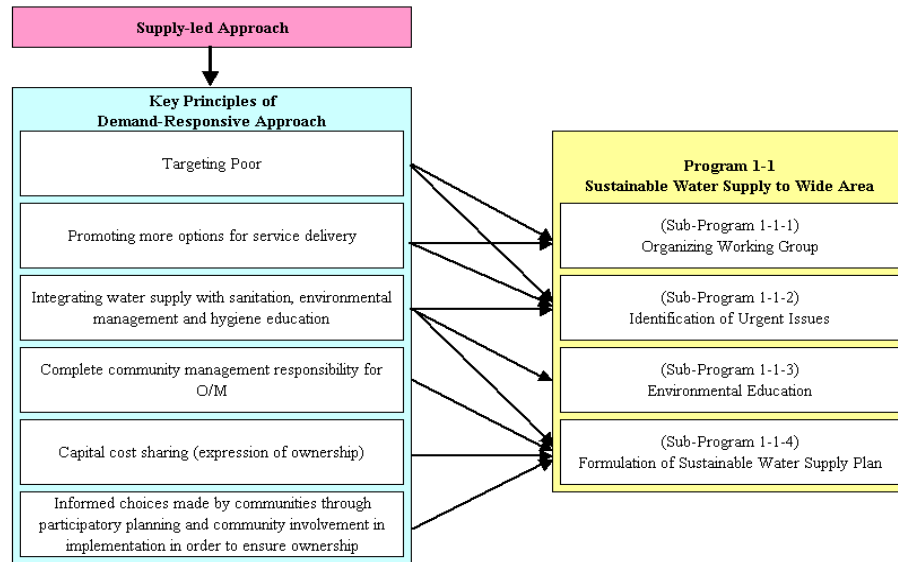 Supply-led Approach
Key Principles of
Demand-Responsive Approach
Targeting Poor
Promoting more options for service delivery
Integrating water supply with sanitation, environmental
management and hygiene education
Complete community management responsibility for
O/M
Capital cost sharing (expression of ownership)
Informed choices made by communities through
participatory planning and community involvement in
implementation in order to ensure ownership
Program 1-1
Sustainable Water Supply to Wide Area
(Sub-Program 1-1-1)
Organizing Working Group
(Sub-Program 1-1-2)
Identification of Urgent Issues
(Sub-Program 1-1-3)
Environmental Education
(Sub-Program 1-1-4)
Formulation of Sustainable Water Supply Plan